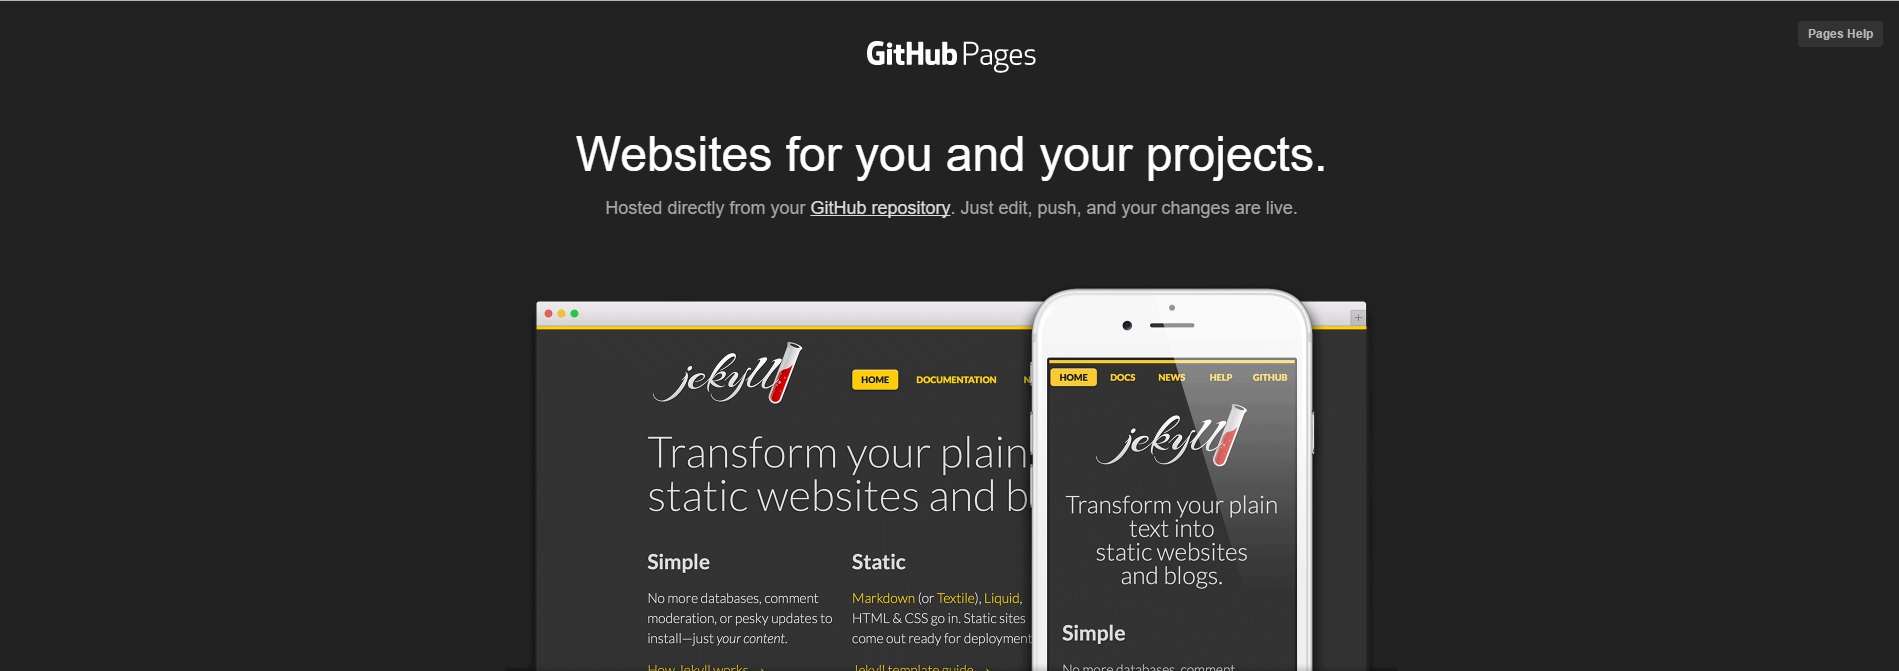 GitHub Pages
Pages Help
Websites for you and your projects.
Hosted directly from your GitHub repository. Just edit, push, and your changes are live.
jekyll
HOME DOCUMENTATION N
Transform your plain
static websites and b
Simple
No more databases, comment
moderation, or pesky updates to
install—just your content.
How Jekyll works →
Static
Markdown (or Textile), Liquid,
HTML & CSS go in. Static sites
come out ready for deployment
Jekyll template guide →
HOME DOCS NEWS HELP GITHUB
jekyll
Transform your plain
text into
static websites
and blogs.
Simple
No more databases, comment